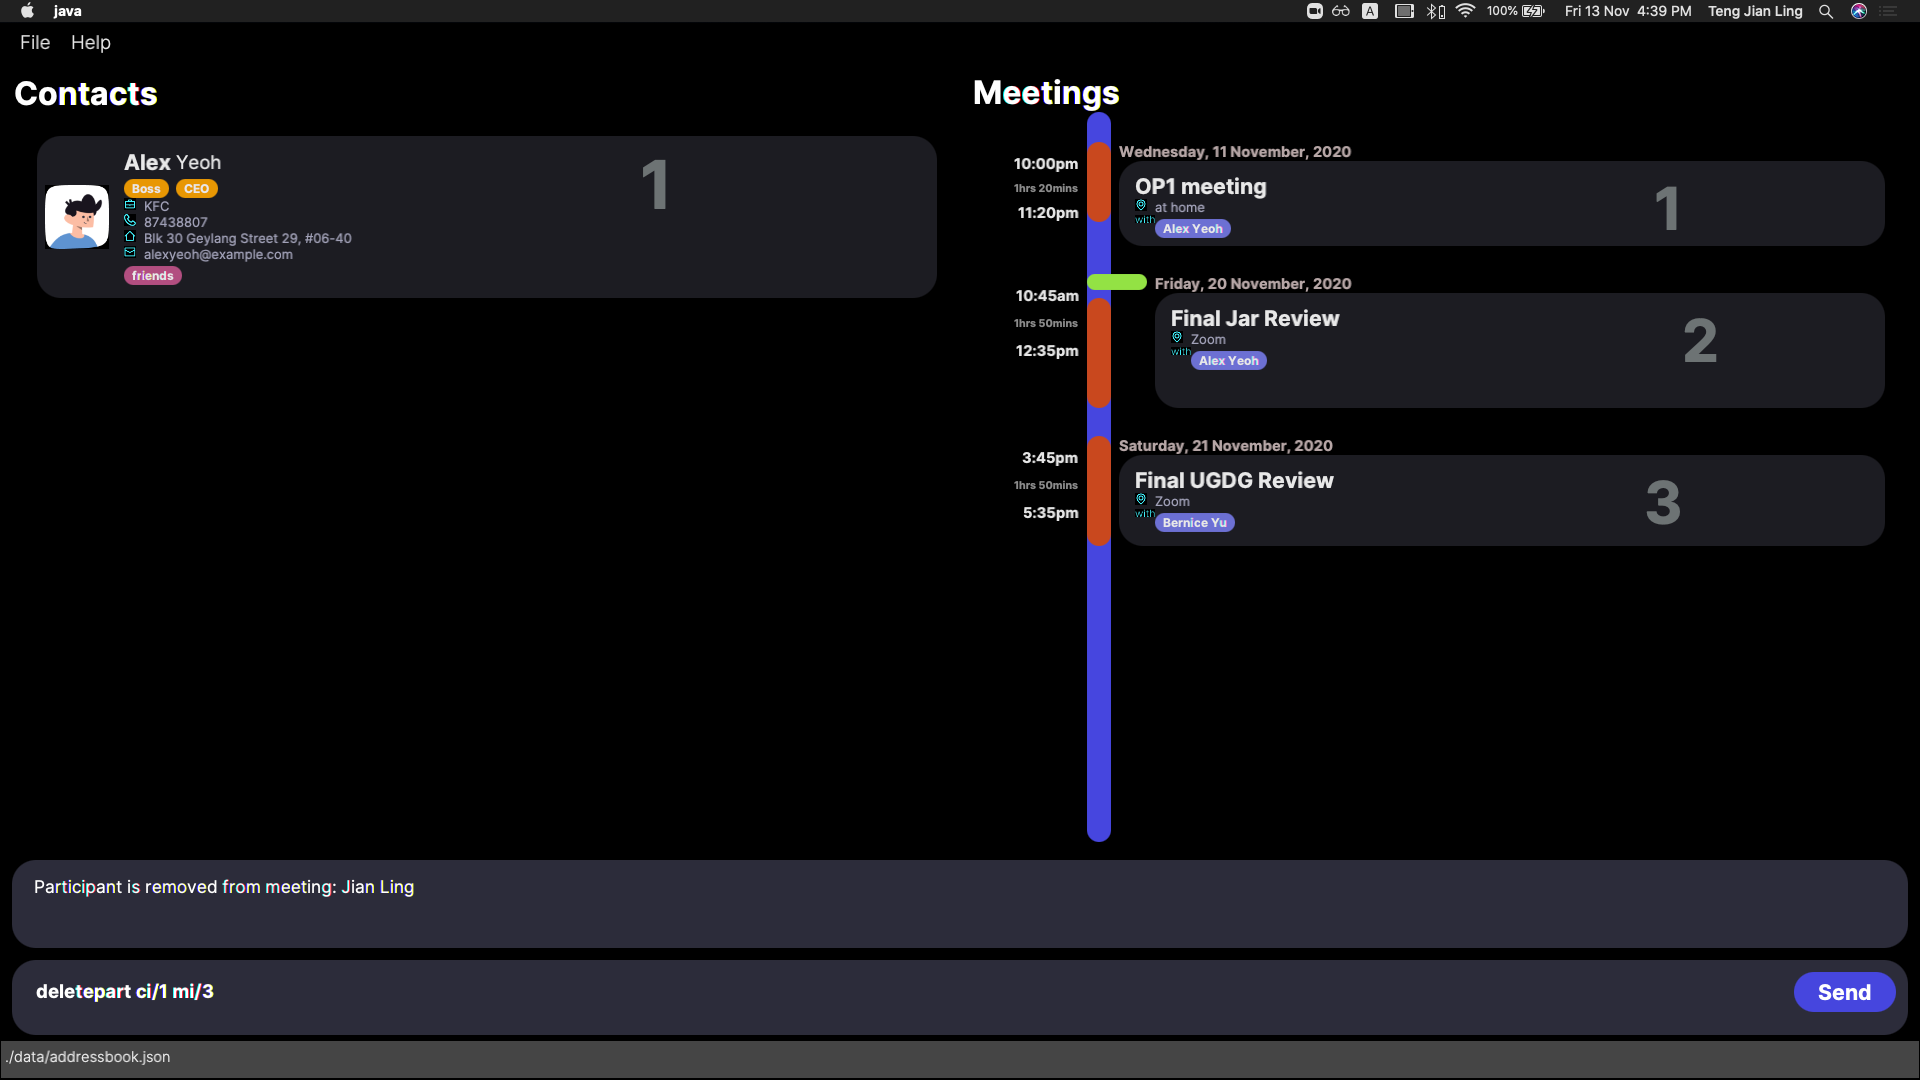 java
A 100% Fri 13 Nov 4:39 PM Teng Jian Ling
File Help
Contacts
Alex Yeoh
Boss CEO
KFC
87438807
Blk 30 Geylang Street 29, #06-40
alexyeoh@example.com
friends
1
Meetings
Wednesday, 11 November, 2020
10:00pm
1hrs 20mins
11:20pm
OP1 meeting
at home
with
Alex Yeoh
1
Friday, 20 November, 2020
10:45am
1hrs 50mins
12:35pm
Final Jar Review
Zoom
with
Alex Yeoh
2
Saturday, 21 November, 2020
3:45pm
1hrs 50mins
5:35pm
Final UGDG Review
Zoom
with
Bernice Yu
3
Participant is removed from meeting: Jian Ling
deletepart ci/1 mi/3
Send
./data/addressbook.json